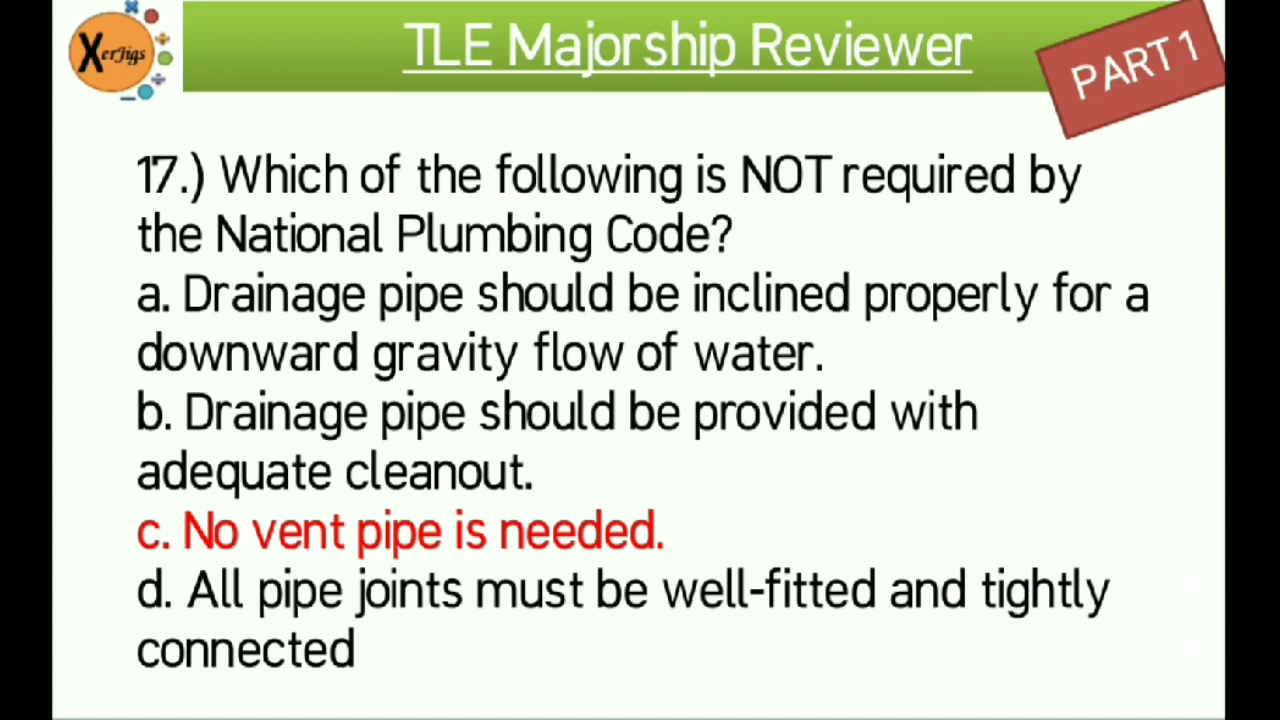 XerJigs
TLE Majorship Reviewer
PART 1
17.) Which of the following is NOT required by
the National Plumbing Code?
a. Drainage pipe should be inclined properly for a
downward gravity flow of water.
b. Drainage pipe should be provided with
adequate cleanout.
c. No vent pipe is needed.
d. All pipe joints must be well-fitted and tightly
connected